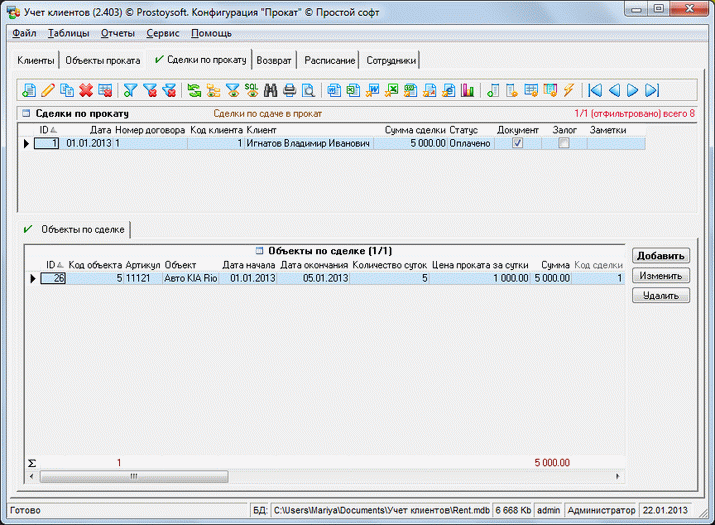 Учет клиентов (2.403) © Prostoysoft. Конфигурация "Прокат" © Простой софт
Файл Таблицы Отчеты Сервис Помощь
Клиенты Объекты проката Сделки по прокату Возврат Расписание Сотрудники
SQL
Сделки по прокату Сделки по сдаче в прокат 1/1 (отфильтровано) всего 8
ID Дата Номер договора Код клиента Клиент Сумма сделки Статус Документ Залог Заметки
1 01.01.2013 1 1 Игнатов Владимир Иванович 5 000.00 Оплачено
Объекты по сделке
Объекты по сделке (1/1)
ID Код объекта Артикул Объект Дата начала Дата окончания Количество суток Цена проката за сутки Сумма Код сделки
26 5 11121 Авто KIA Rio 01.01.2013 05.01.2013 5 1 000.00 5 000.00 1
Добавить
Изменить
Удалить
Σ 1 5 000.00
Готово БД: C:\Users\Mariya\Documents\Учет клиентов\Rent.mdb 6 668 Kb admin Администратор 22.01.2013